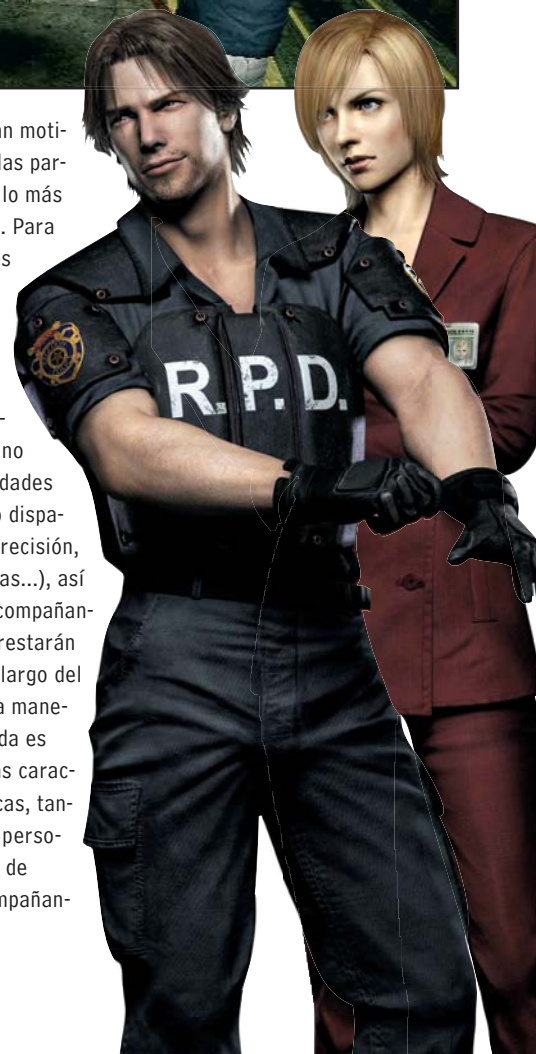 an moti-
las par-
lo más
. Para
s
-
no
dades
o dispa-
recisión,
as...), así
compañan-
restarán
largo del
a mane-
da es
as carac-
cas, tan-
perso-
de
mpañan-
R.P.D.